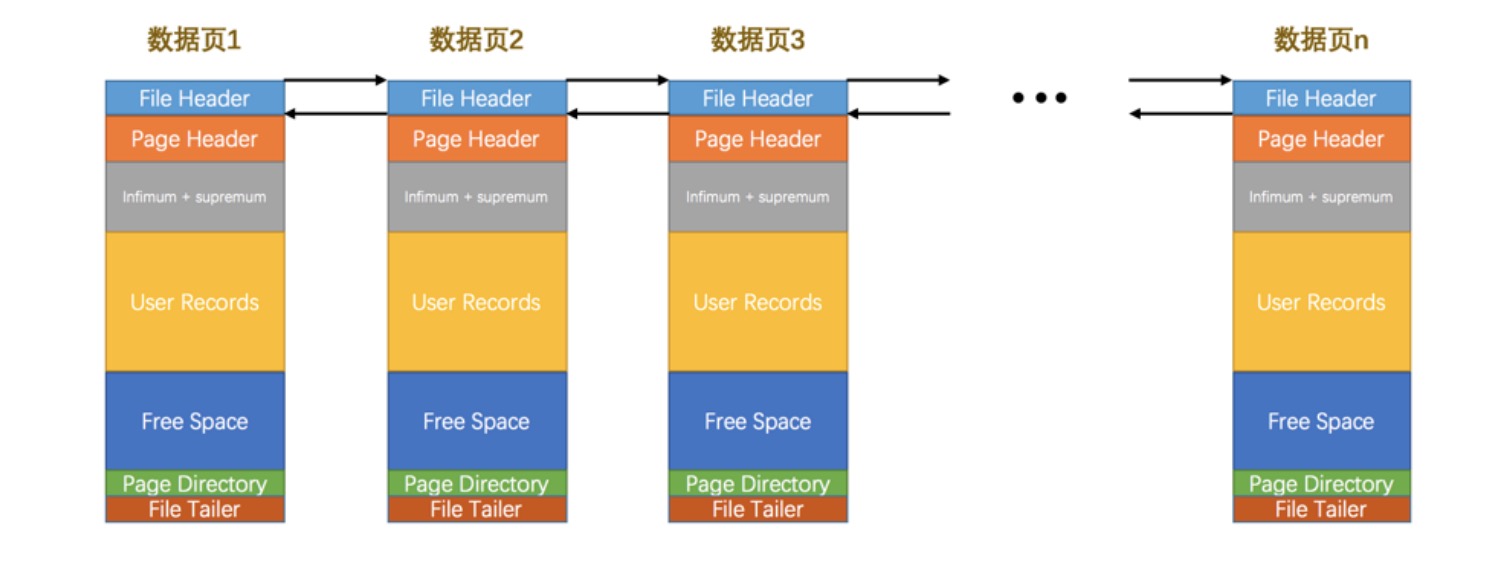 数据页1
数据页2
数据页3
数据页n
File Header
File Header
File Header
File Header
Page Header
Page Header
Page Header
Page Header
Infimum + supremum
Infimum + supremum
Infimum + supremum
Infimum + supremum
User Records
User Records
User Records
User Records
Free Space
Free Space
Free Space
Free Space
Page Directory
Page Directory
Page Directory
Page Directory
File Tailer
File Tailer
File Tailer
File Tailer